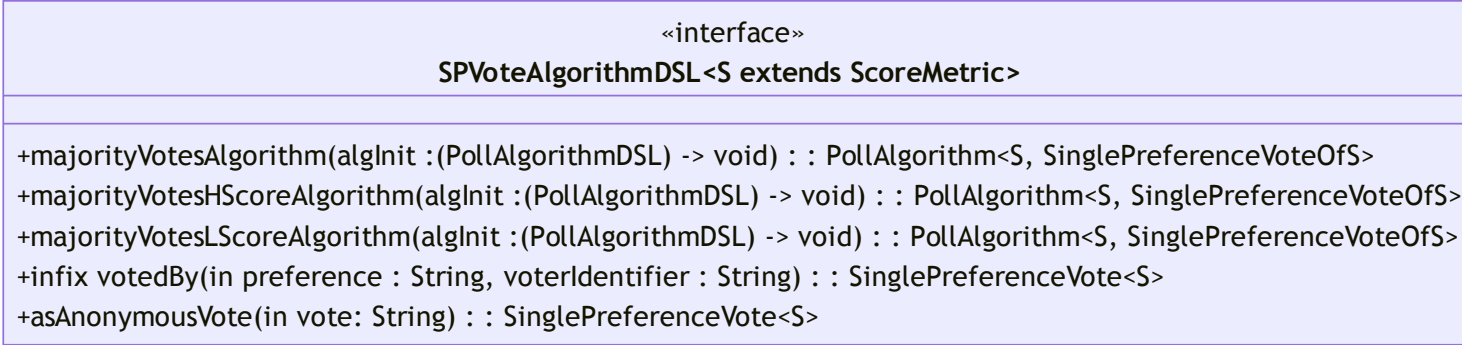 «interface»
SPVoteAlgorithmDSL<S extends ScoreMetric>
+majorityVotesAlgorithm(algInit :(PollAlgorithmDSL) -> void) : : PollAlgorithm<S, SinglePreferenceVoteOfS>
+majorityVotesHScoreAlgorithm(algInit :(PollAlgorithmDSL) -> void) : : PollAlgorithm<S, SinglePreferenceVoteOfS>
+majorityVotesLScoreAlgorithm(algInit :(PollAlgorithmDSL) -> void) : : PollAlgorithm<S, SinglePreferenceVoteOfS>
+infix votedBy(in preference : String, voterIdentifier : String) : : SinglePreferenceVote<S>
+asAnonymousVote(in vote: String) : : SinglePreferenceVote<S>